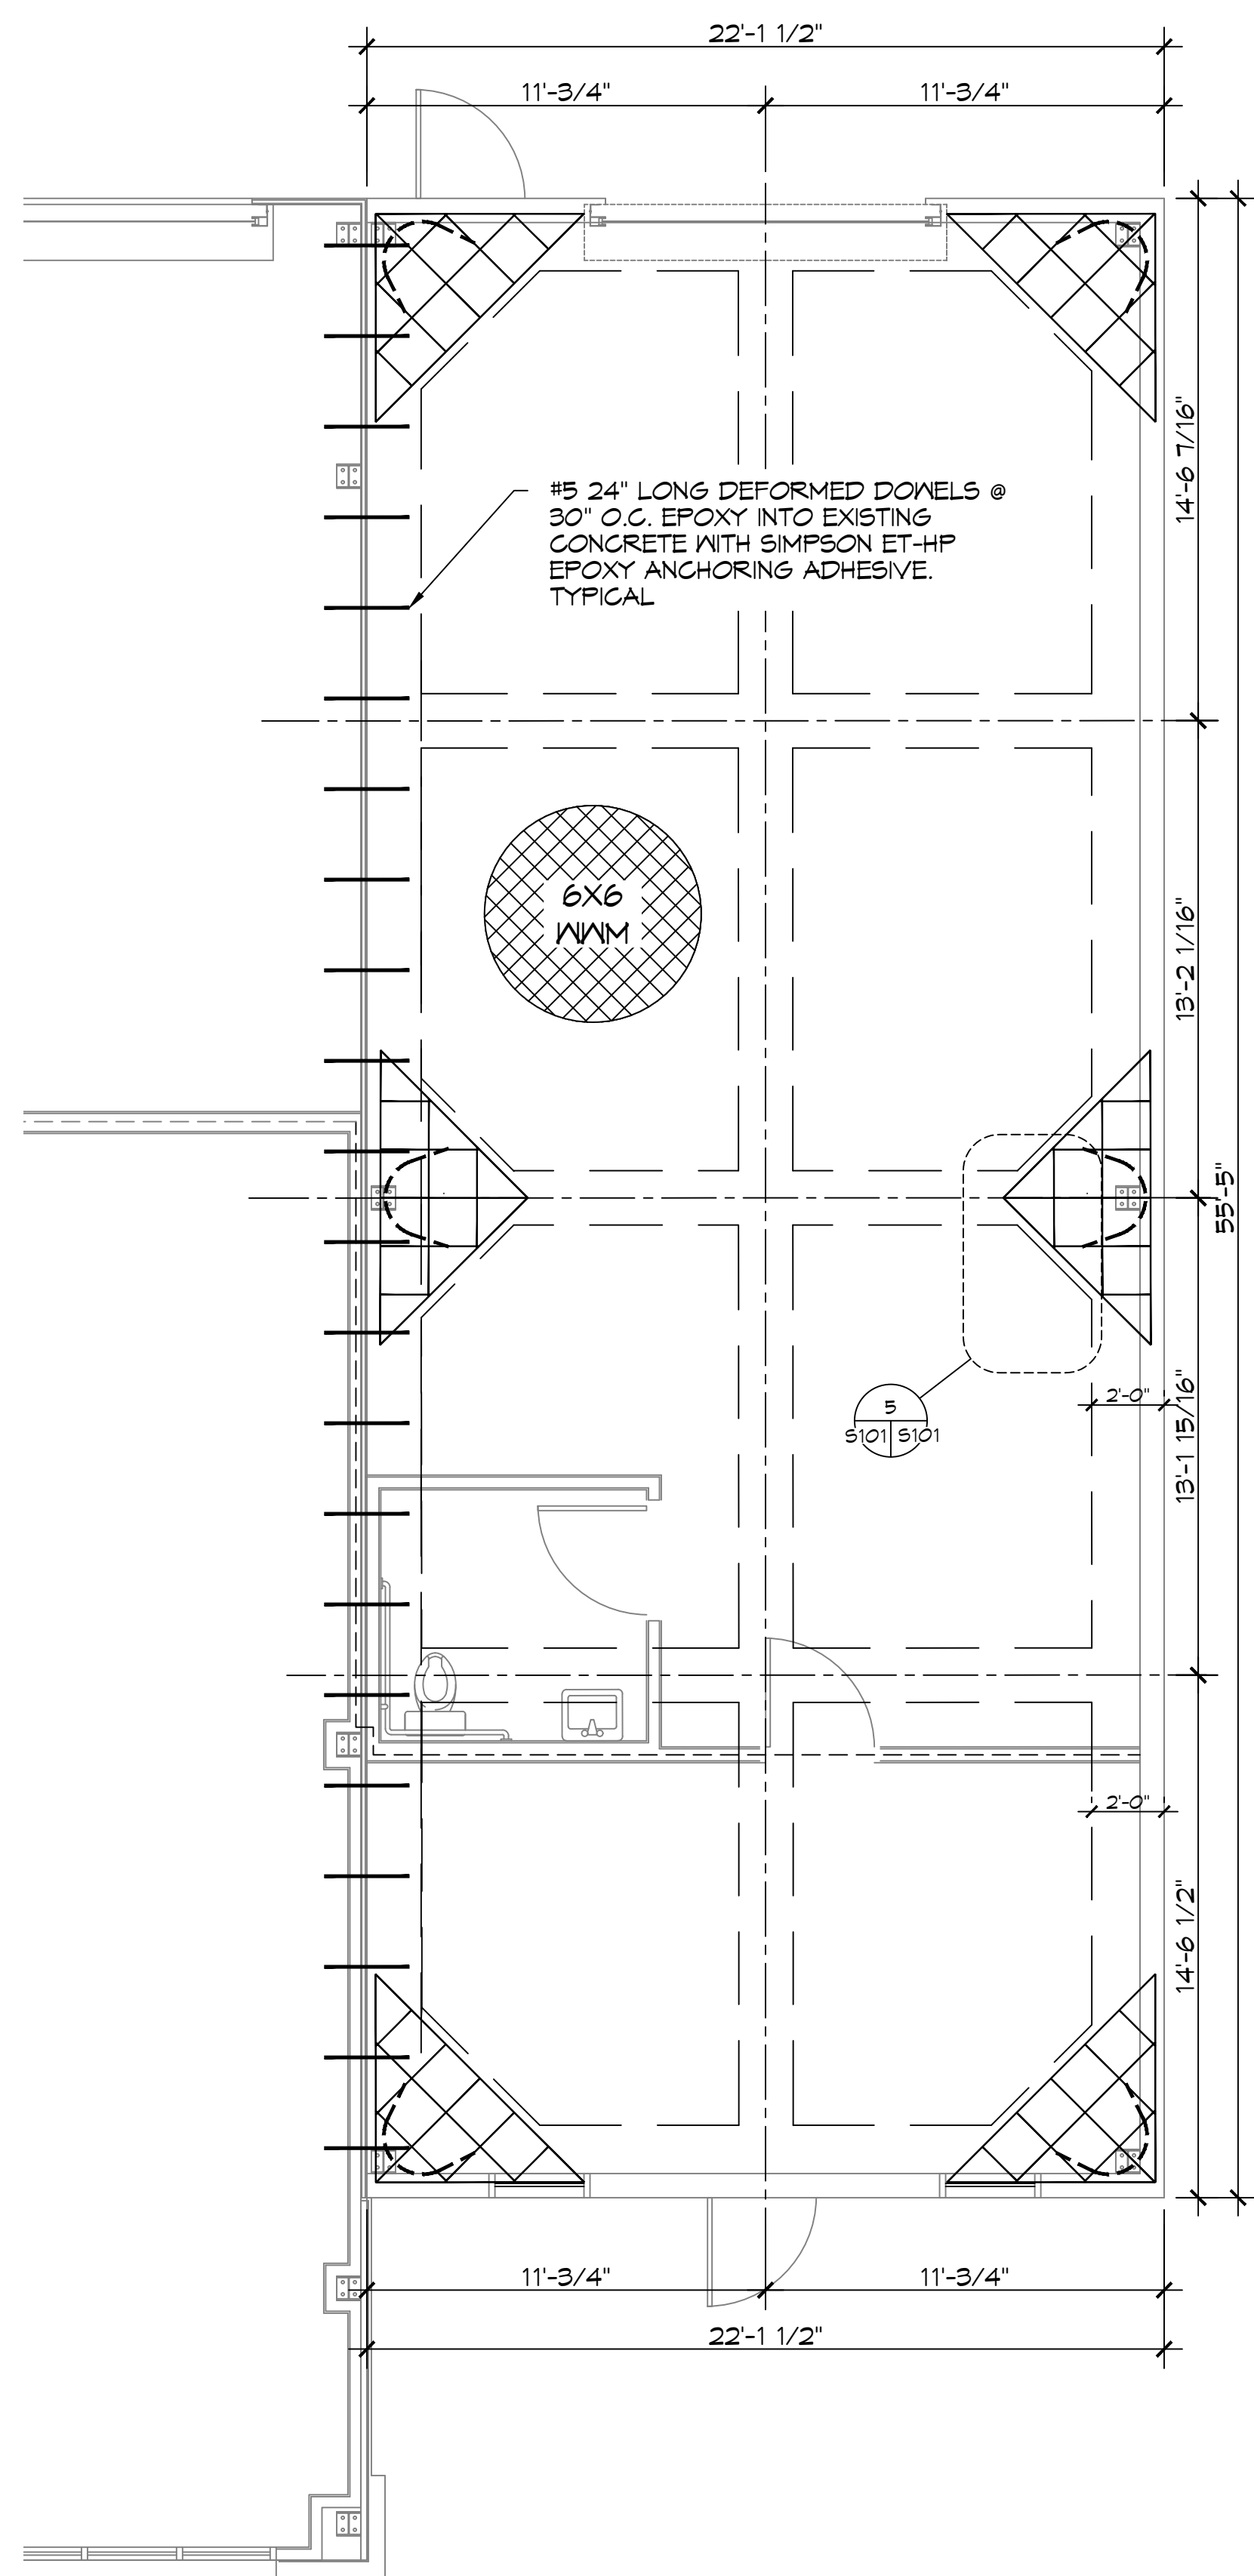 22'-1 1/2"
11'-3/4" 11'-3/4"
14'-6 7/16"
#5 24" LONG DEFORMED DOWELS @
30" O.C. EPOXY INTO EXISTING
CONCRETE WITH SIMPSON ET-HP
EPOXY ANCHORING ADHESIVE.
TYPICAL
6X6
WWM
13'-2 1/16"
55'-5"
5
S101 S101
2'-0"
13'-1 15/16"
2'-0"
14'-6 1/2"
11'-3/4" 11'-3/4"
22'-1 1/2"